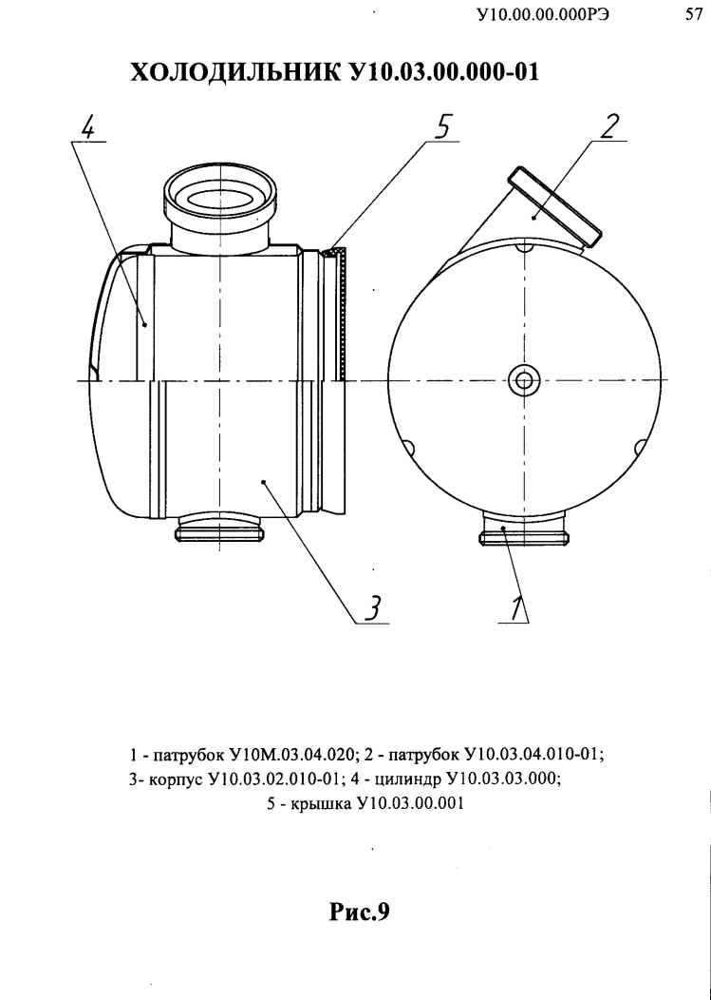 У10.00.00.000РЭ 57
ХОЛОДИЛЬНИК У10.03.00.000-01
4 5 2
3 1
1 - патрубок У10М.03.04.020; 2 - патрубок У10.03.04.010-01;
3- корпус У10.03.02.010-01; 4 - цилиндр У10.03.03.000;
5 - крышка У10.03.00.001
Рис.9